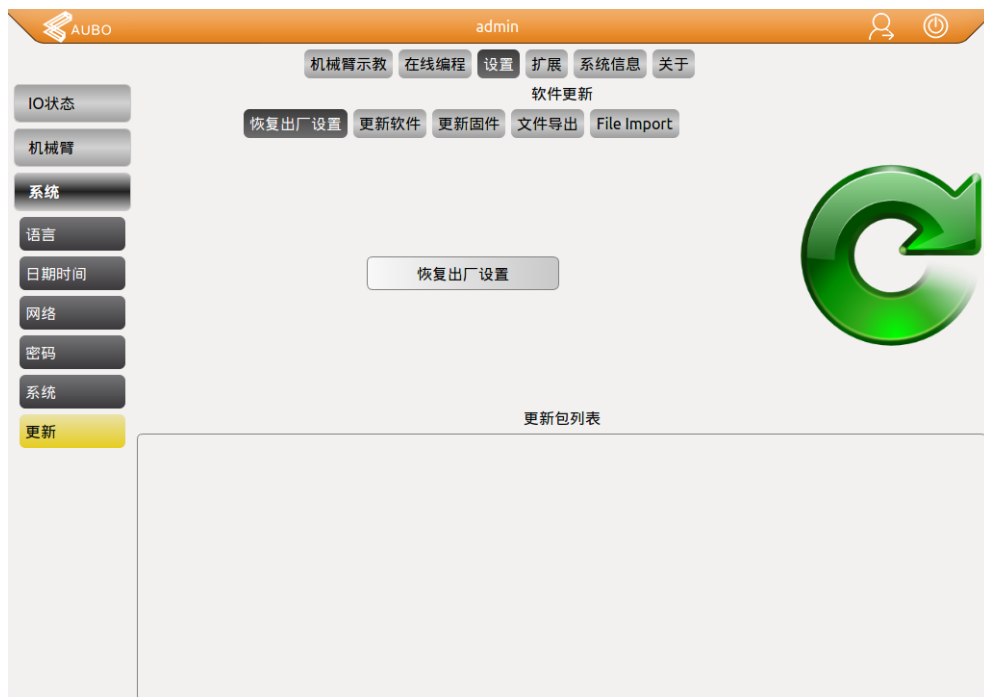 AUBO admin
机械臂示教 在线编程 设置 扩展 系统信息 关于
软件更新
恢复出厂设置 更新软件 更新固件 文件导出 File Import
IO状态
机械臂
系统
语言
日期时间
网络
密码
系统
更新
恢复出厂设置
更新包列表